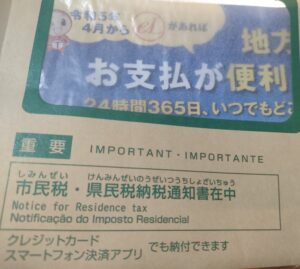 令和5年
4月から
eL
があれば
地方
お支払が便利
24時間365日、いつでもどこ
重要
IMPORTANT・IMPORTANTE
しみんぜい けんみんぜいのうぜいつうちしょざいちゅう
市民税・県民税納税通知書在中
Notice for Residence tax
Notificação do Imposto Residencial
クレジットカード
スマートフォン決済アプリ でも納付できます